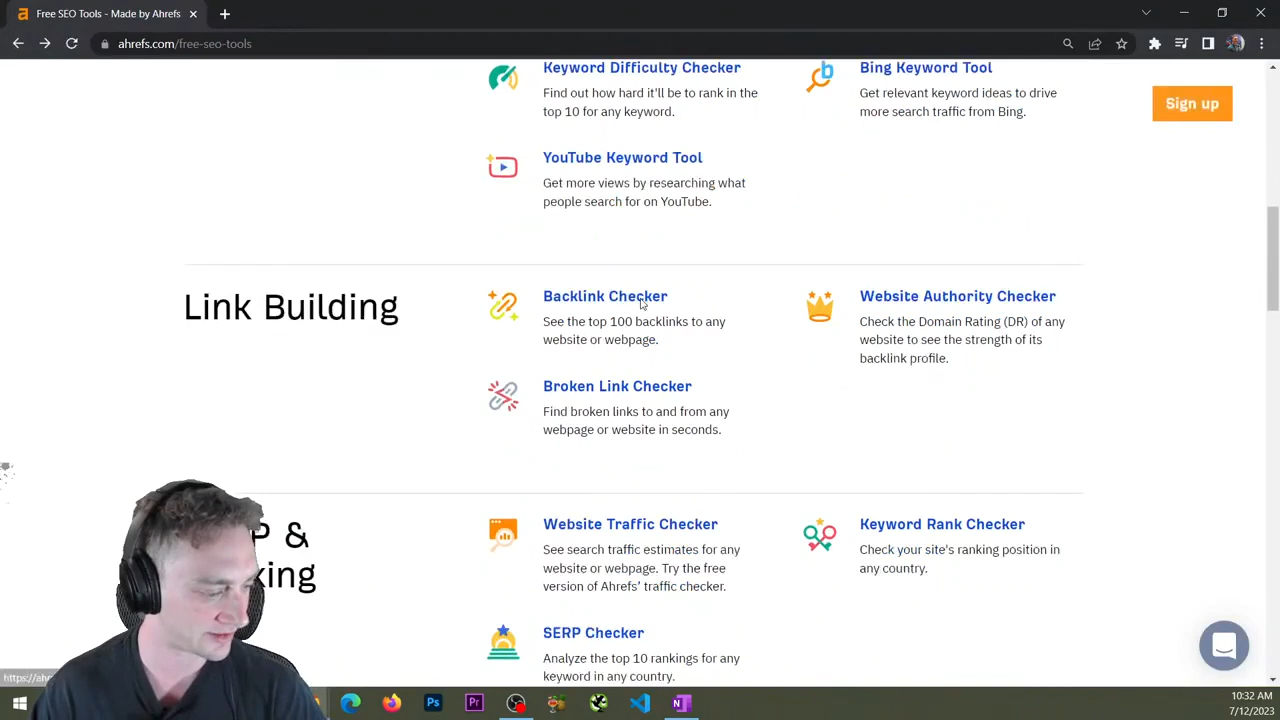 Free SEO Tools - Made by Ahrefs
ahrefs.com/free-seo-tools
Sign up
Keyword Difficulty Checker
Find out how hard it'll be to rank in the
top 10 for any keyword.
Bing Keyword Tool
Get relevant keyword ideas to drive
more search traffic from Bing.
YouTube Keyword Tool
Get more views by researching what
people search for on YouTube.
Link Building
Backlink Checker
See the top 100 backlinks to any
website or webpage.
Website Authority Checker
Check the Domain Rating (DR) of any
website to see the strength of its
backlink profile.
Broken Link Checker
Find broken links to and from any
webpage or website in seconds.
P &
king
Website Traffic Checker
See search traffic estimates for any
website or webpage. Try the free
version of Ahrefs' traffic checker.
Keyword Rank Checker
Check your site's ranking position in
any country.
SERP Checker
Analyze the top 10 rankings for any
keyword in any country.
https://ah
Ps
Pr
N
10:32 AM
7/12/2023